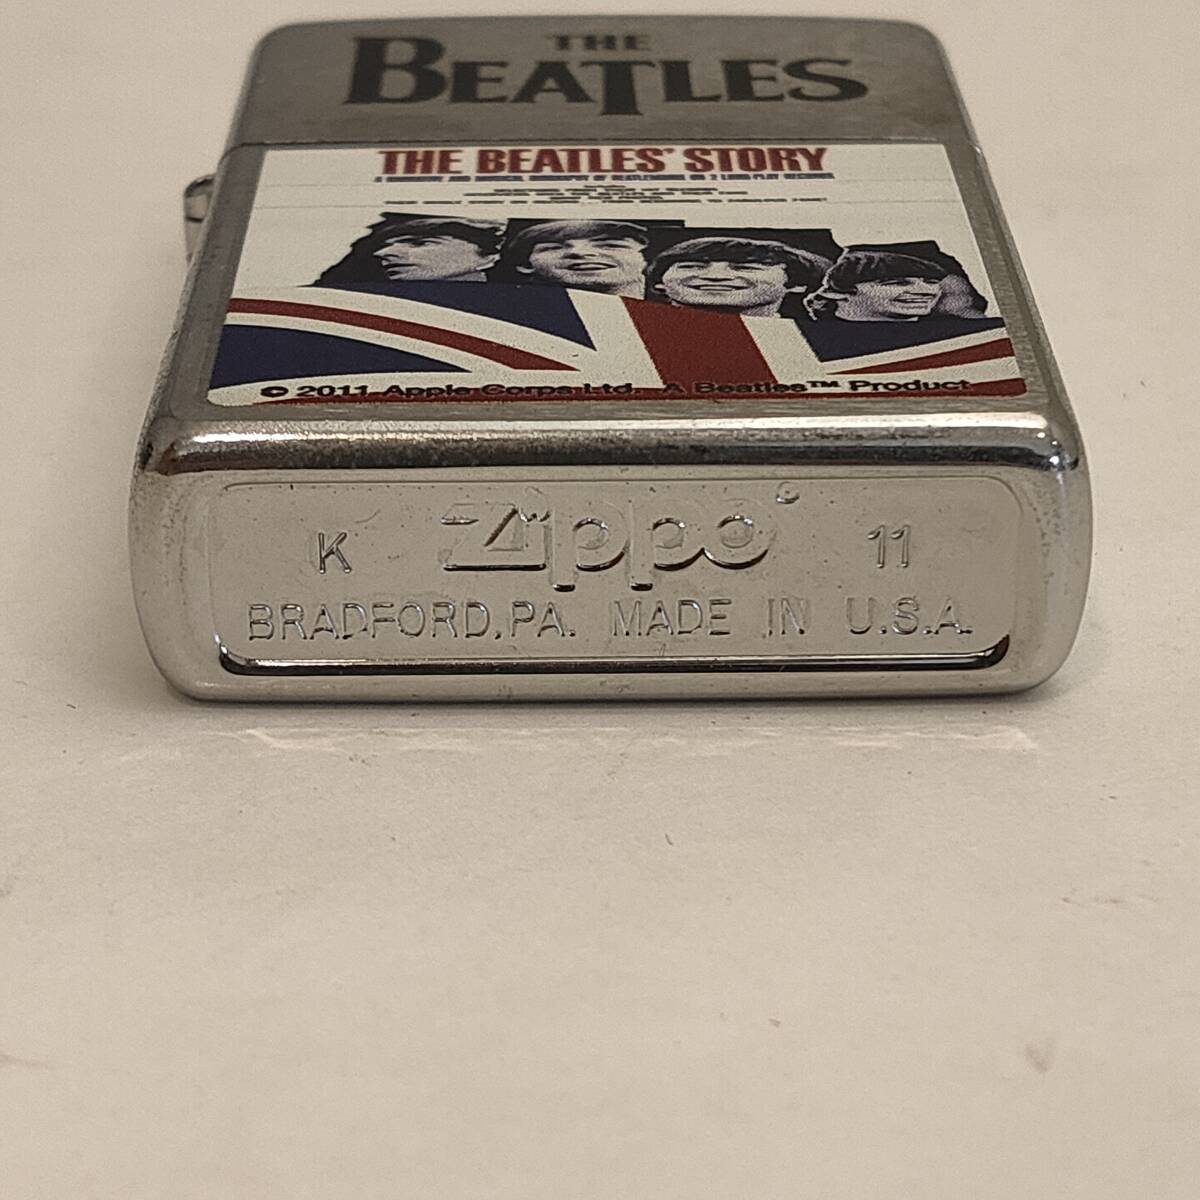 THE
BEATLES
THE BEATLES' STORY
© 2011 Apple Corps Ltd. A Beatles™ Product
K Zippo® 11
BRADFORD, PA. MADE IN U.S.A.